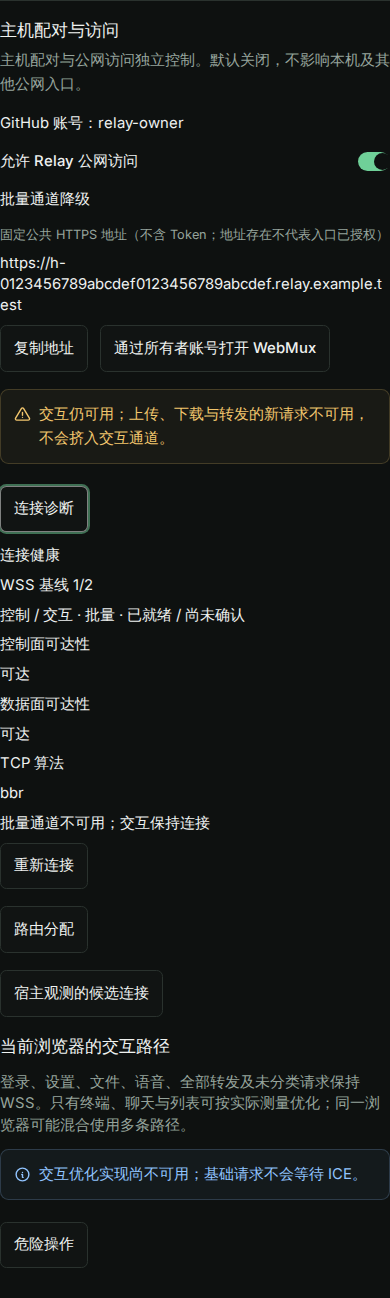 主机配对与访问
主机配对与公网访问独立控制。默认关闭，不影响本机及其
他公网入口。
GitHub 账号：relay-owner
允许 Relay 公网访问
批量通道降级
固定公共 HTTPS 地址（不含 Token；地址存在不代表入口已授权）
https://h-
0123456789abcdef0123456789abcdef.relay.example.t
est
复制地址
通过所有者账号打开 WebMux
交互仍可用；上传、下载与转发的新请求不可用，
不会挤入交互通道。
连接诊断
连接健康
WSS 基线 1/2
控制 / 交互 · 批量 · 已就绪 / 尚未确认
控制面可达性
可达
数据面可达性
可达
TCP 算法
bbr
批量通道不可用；交互保持连接
重新连接
路由分配
宿主观测的候选连接
当前浏览器的交互路径
登录、设置、文件、语音、全部转发及未分类请求保持
WSS。只有终端、聊天与列表可按实际测量优化；同一浏
览器可能混合使用多条路径。
交互优化实现尚不可用；基础请求不会等待 ICE。
危险操作